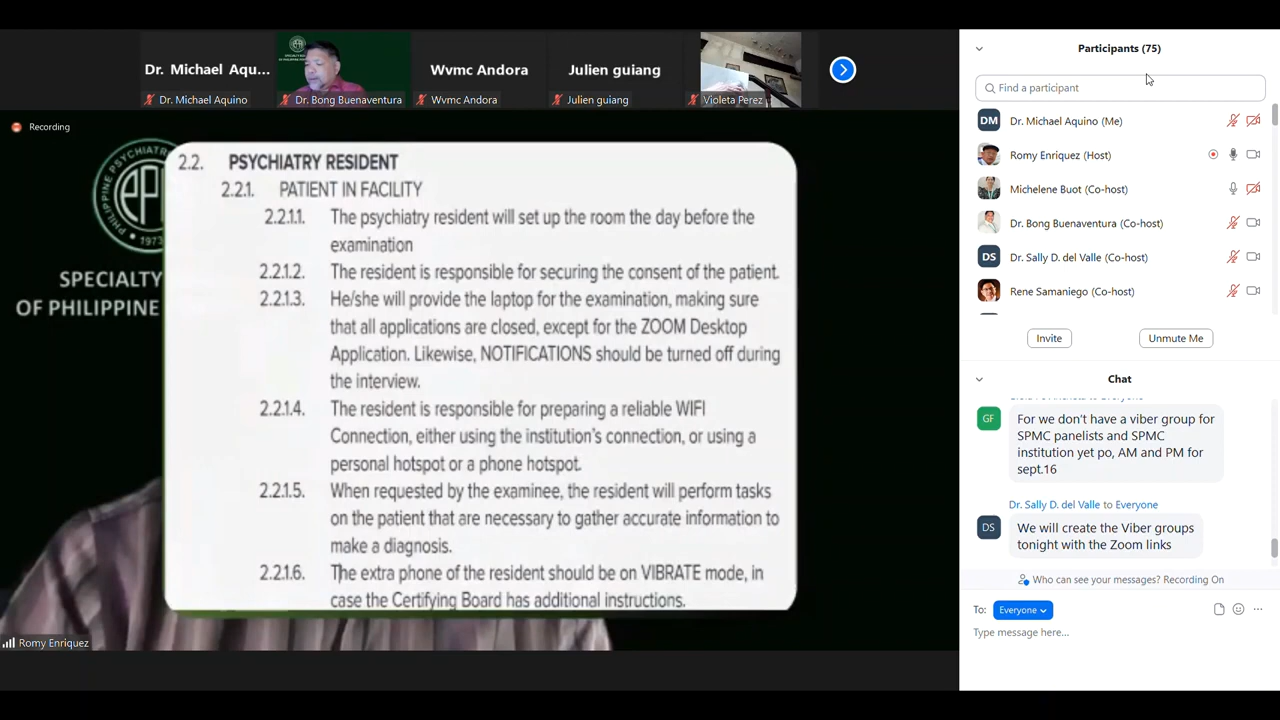 Dr. Michael Aqu...
Wvmc Andora
Julien guiang
Dr. Michael Aquino
Dr. Bong Buenaventura
Wvmc Andora
Julien guiang
Violeta Perez
Recording
PHILIPPINE PSYCHIATR
1973
SPECIALTY
OF PHILIPPINE
2.2. PSYCHIATRY RESIDENT
2.2.1. PATIENT IN FACILITY
2.2.1.1. The psychiatry resident will set up the room the day before the
examination
2.2.1.2. The resident is responsible for securing the consent of the patient.
2.2.1.3. He/she will provide the laptop for the examination, making sure
that all applications are closed, except for the ZOOM Desktop
Application. Likewise, NOTIFICATIONS should be turned off during
the interview.
2.2.1.4. The resident is responsible for preparing a reliable WIFI
Connection, either using the institution's connection, or using a
personal hotspot or a phone hotspot.
2.2.1.5. When requested by the examinee, the resident will perform tasks
on the patient that are necessary to gather accurate information to
make a diagnosis.
2.2.1.6. The extra phone of the resident should be on VIBRATE mode, in
case the Certifying Board has additional instructions.
Romy Enriquez
Participants (75)
Find a participant
DM Dr. Michael Aquino (Me)
Romy Enriquez (Host)
Michelene Buot (Co-host)
Dr. Bong Buenaventura (Co-host)
DS Dr. Sally D. del Valle (Co-host)
Rene Samaniego (Co-host)
Invite
Unmute Me
Chat
to Everyone
GF
For we don't have a viber group for
SPMC panelists and SPMC
institution yet po, AM and PM for
sept.16
Dr. Sally D. del Valle to Everyone
DS
We will create the Viber groups
tonight with the Zoom links
Who can see your messages? Recording On
To: Everyone
Type message here...